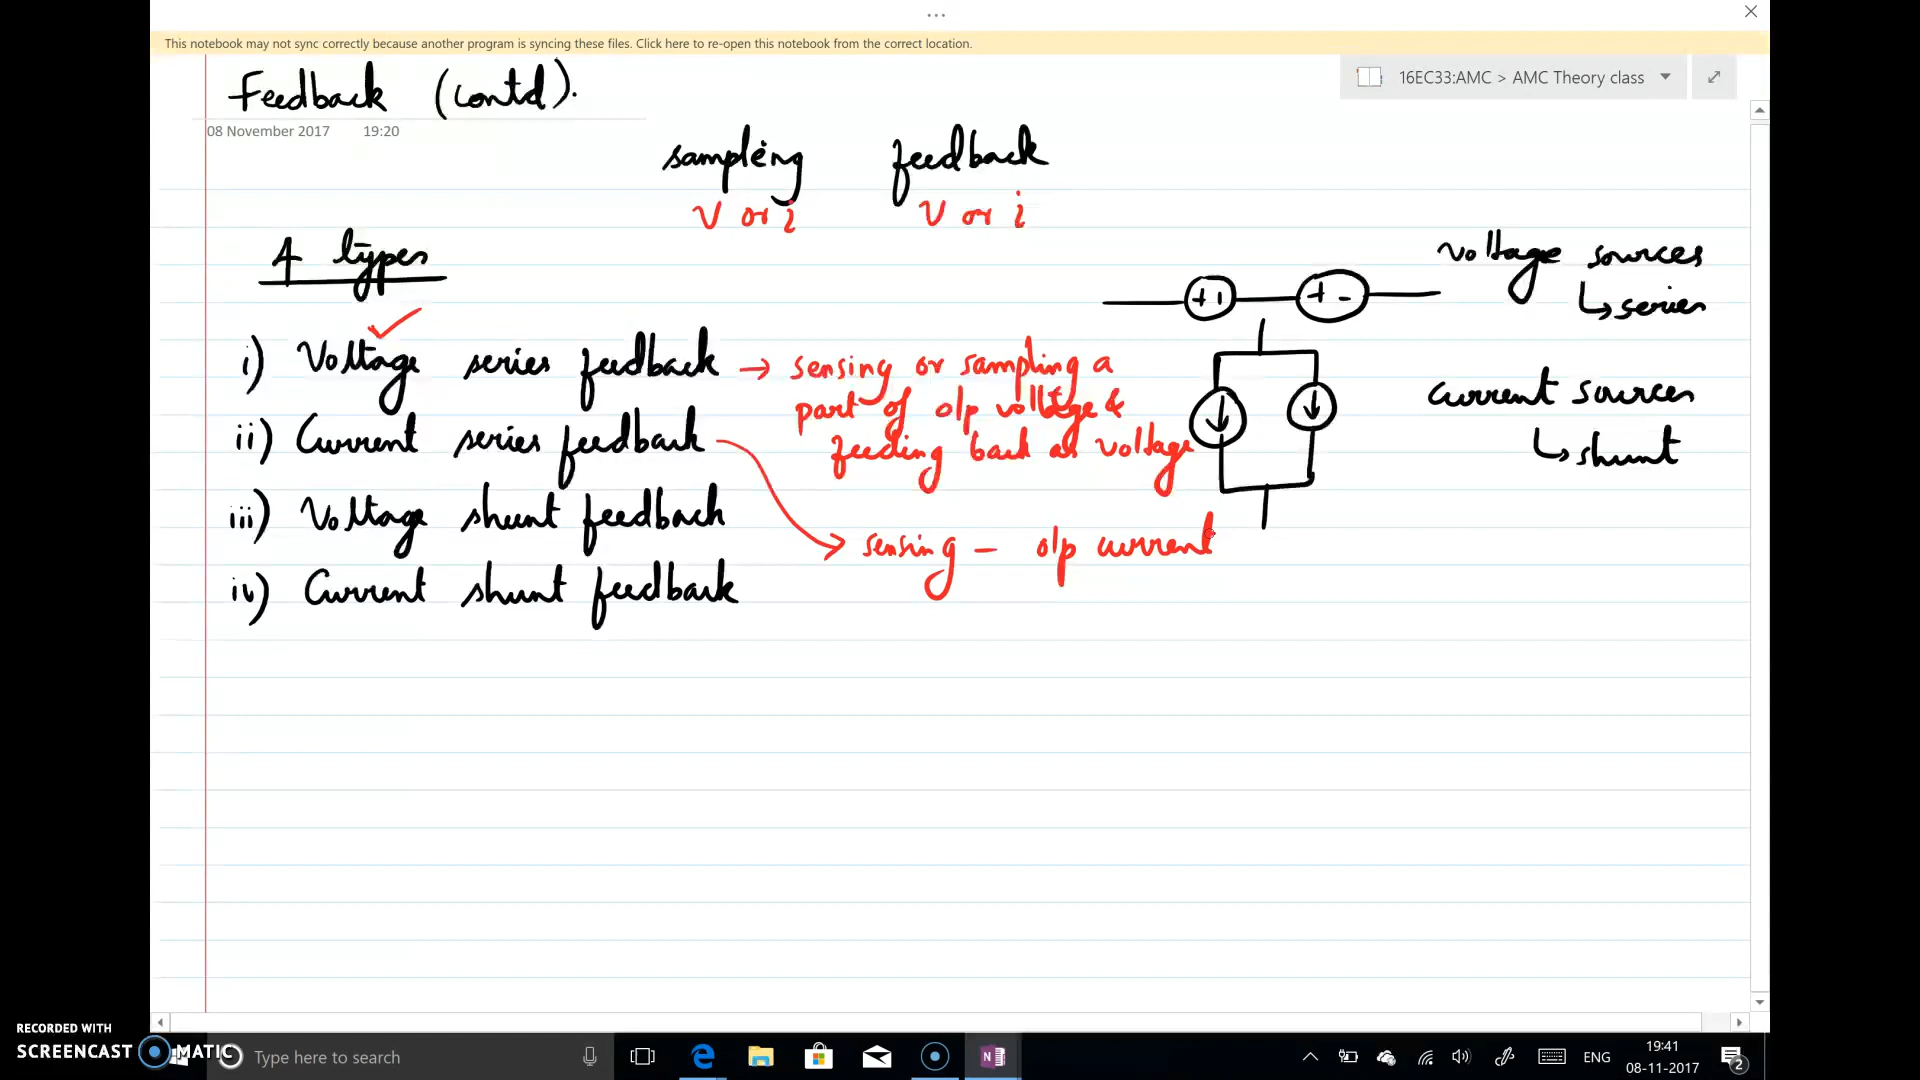 ...
This notebook may not sync correctly because another program is syncing these files. Click here to re-open this notebook from the correct location.
Feedback (contd).
16EC33:AMC > AMC Theory class
08 November 2017 19:20
sampling feedback
V or i V or i
4 types
voltage sources
↳ series
+ı + -
i) Voltage series feedback → sensing or sampling a
part of o/p voltage &
feeding back as voltage
current sources
↳ shunt
ii) Current series feedback
sensing - o/p current
iii) Voltage shunt feedback
iv) Current shunt feedback
RECORDED WITH
SCREENCAST MATIC
Type here to search
N
ENG
19:41
08-11-2017
2